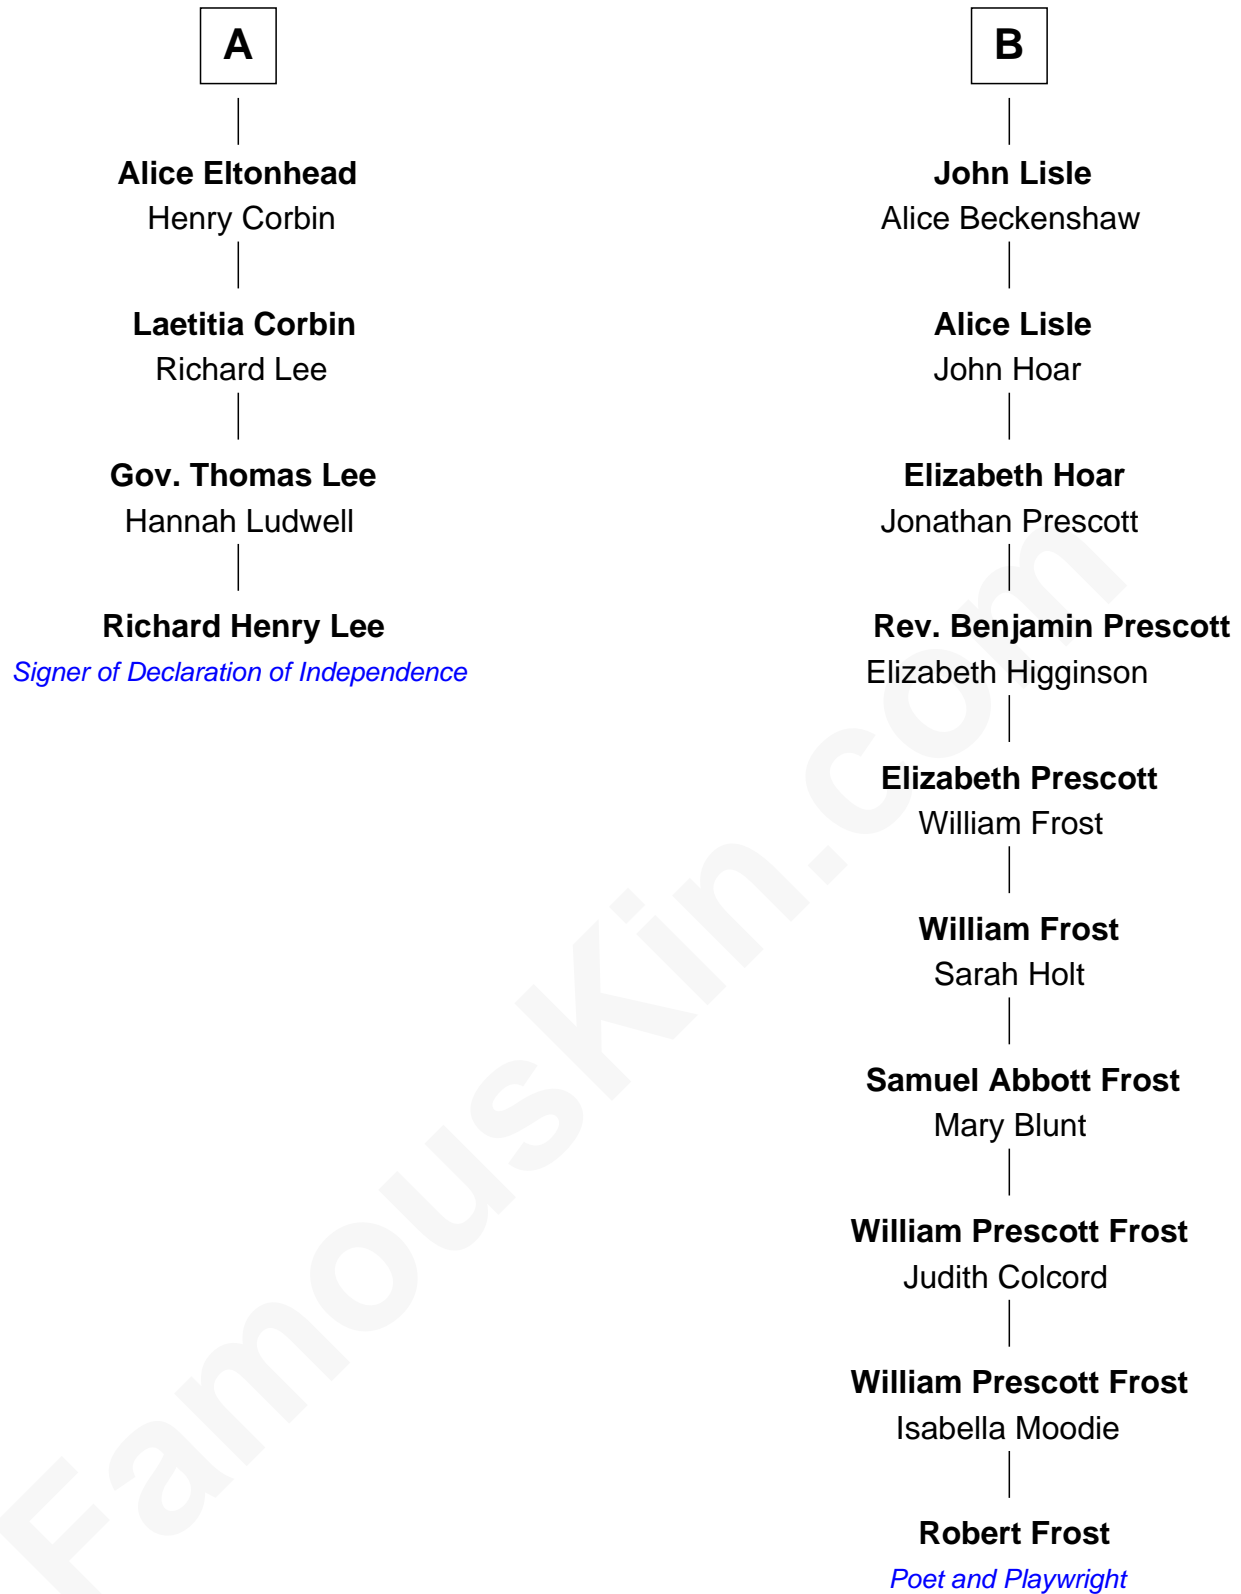 A
Alice Eltonhead
Henry Corbin
Laetitia Corbin
Richard Lee
Gov. Thomas Lee
Hannah Ludwell
Richard Henry Lee
Signer of Declaration of Independence
B
John Lisle
Alice Beckenshaw
Alice Lisle
John Hoar
Elizabeth Hoar
Jonathan Prescott
Rev. Benjamin Prescott
Elizabeth Higginson
Elizabeth Prescott
William Frost
William Frost
Sarah Holt
Samuel Abbott Frost
Mary Blunt
William Prescott Frost
Judith Colcord
William Prescott Frost
Isabella Moodie
Robert Frost
Poet and Playwright
FamousKin.com